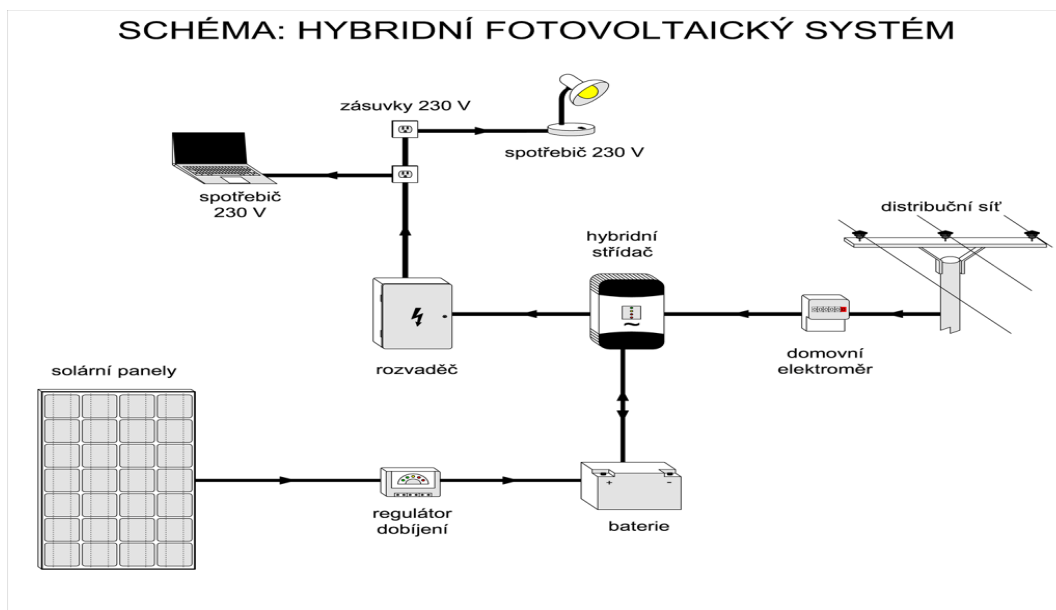 SCHÉMA: HYBRIDNÍ FOTOVOLTAICKÝ SYSTÉM
zásuvky 230 V
spotřebič 230 V
spotřebič
230 V
distribuční síť
hybridní
střídač
domovní
elektroměr
rozvaděč
solární panely
regulátor
dobíjení
+
-
baterie